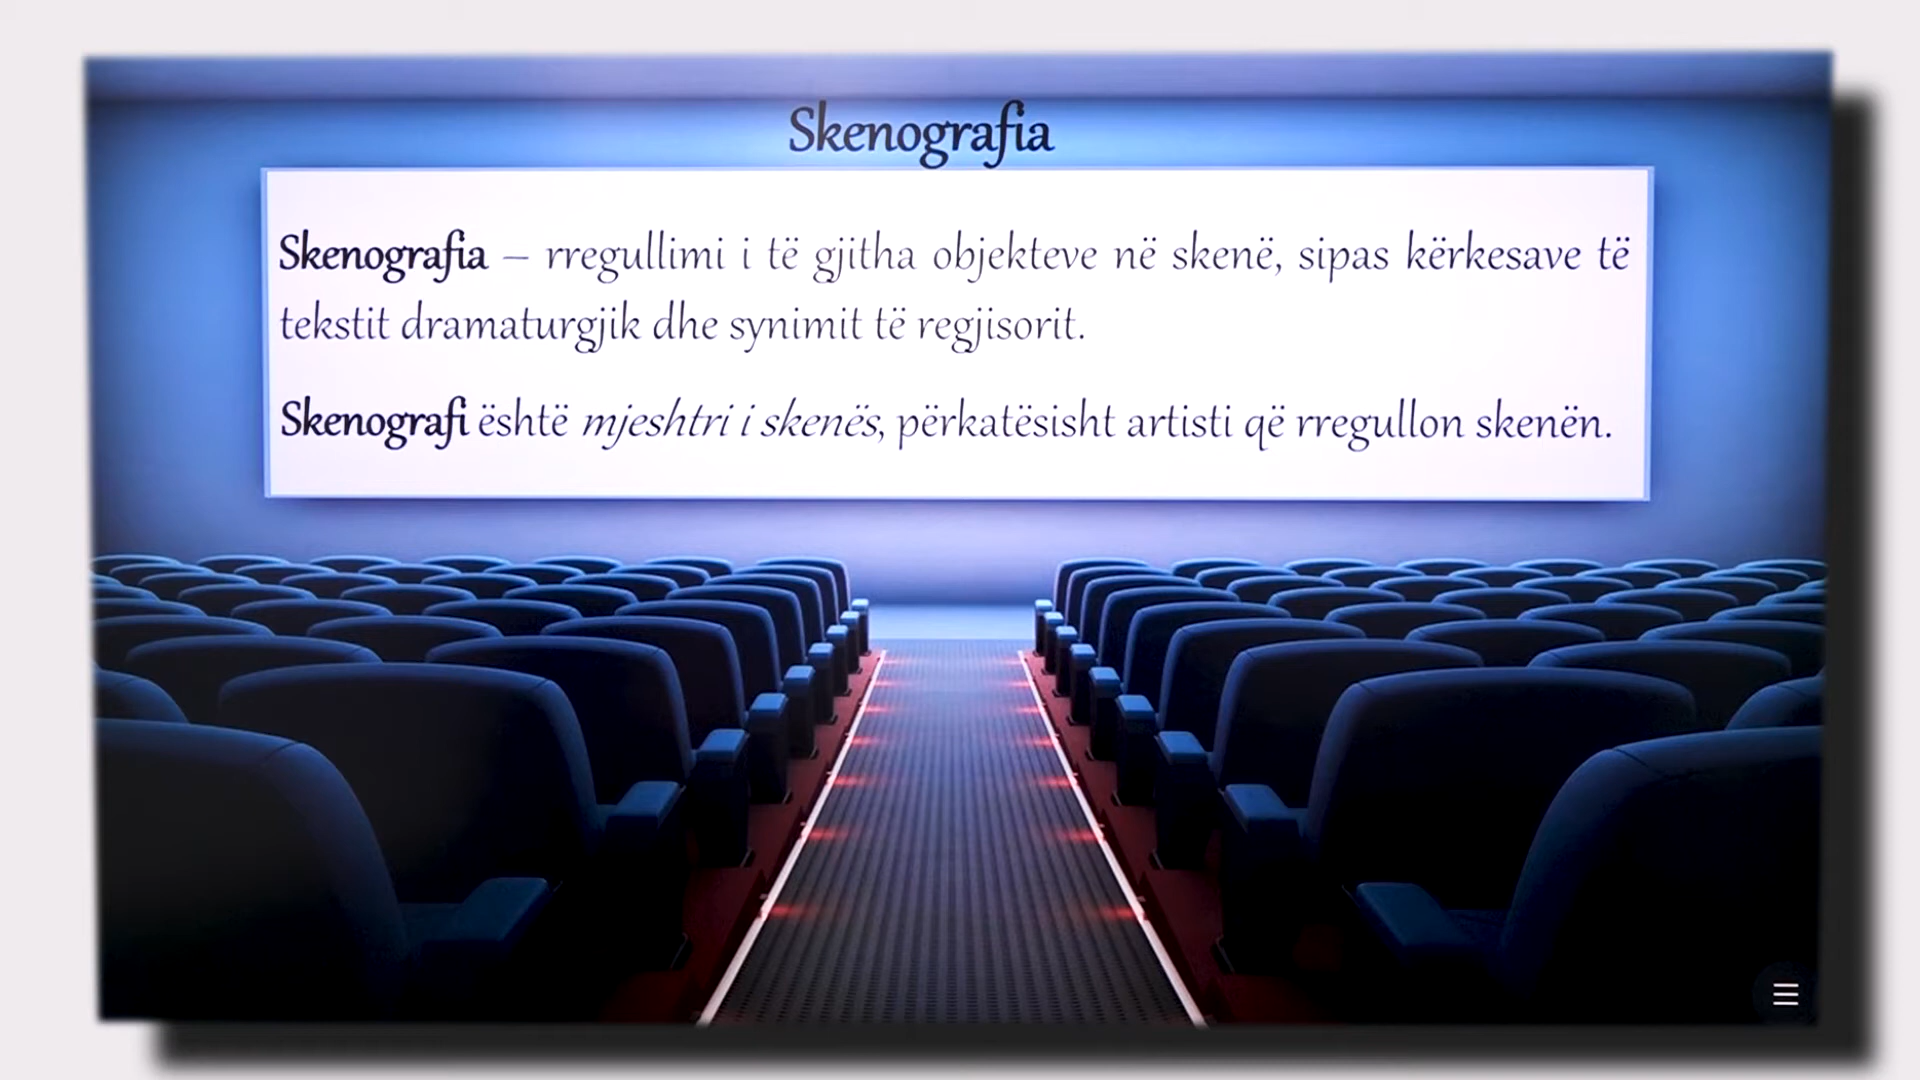 Skenografia
Skenografia – rregullimi i të gjitha objekteve në skenë, sipas kërkesave të
tekstit dramaturgjik dhe synimit të regjisorit.
Skenografi është mjeshtri i skenës, përkatësisht artisti që rregullon skenën.